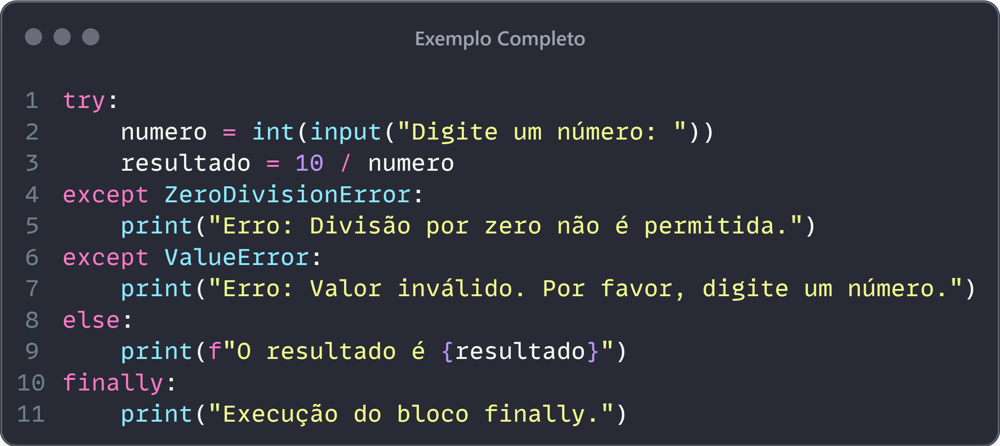 Exemplo Completo
1 try:
2     numero = int(input("Digite um número: "))
3     resultado = 10 / numero
4 except ZeroDivisionError:
5     print("Erro: Divisão por zero não é permitida.")
6 except ValueError:
7     print("Erro: Valor inválido. Por favor, digite um número.")
8 else:
9     print(f"O resultado é {resultado}")
10 finally:
11     print("Execução do bloco finally.")